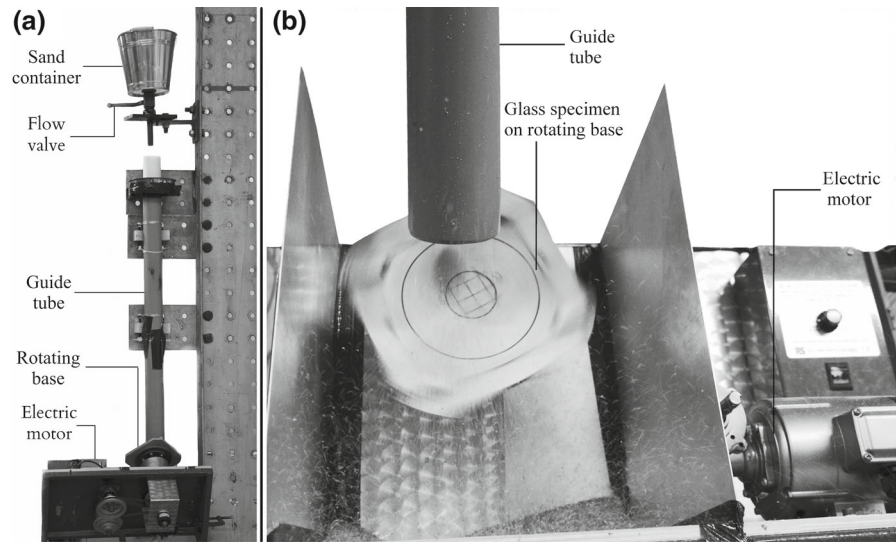 (a)
Sand
container
Flow
valve
Guide
tube
Rotating
base
Electric
motor
(b)
Guide
tube
Glass specimen
on rotating base
Electric
motor